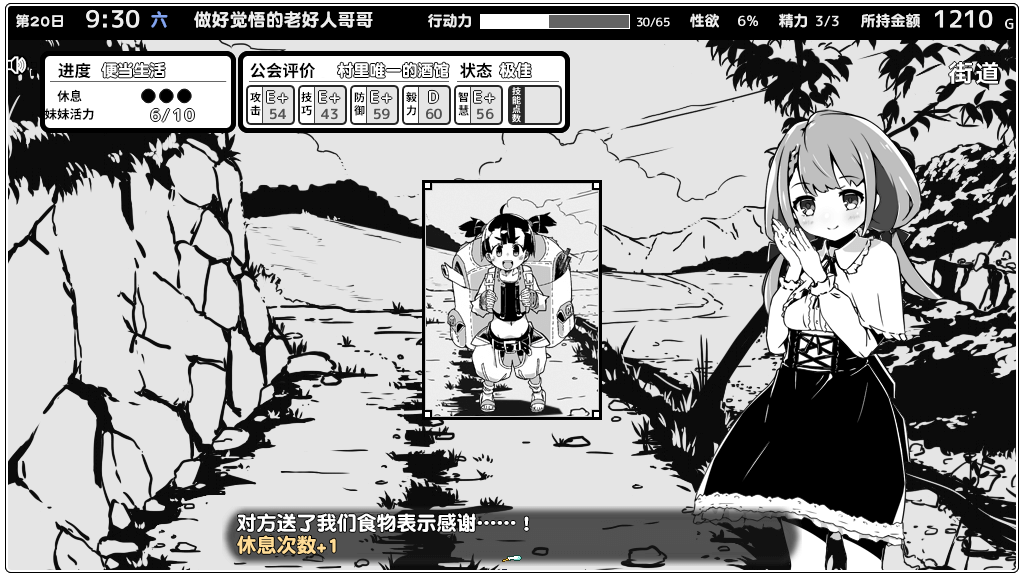 第20日 9:30 六 做好觉悟的老好人哥哥 行动力 30/65 性欲 6% 精力 3/3 所持金额 1210 G
进度 便当生活
休息
妹妹活力 6/10
公会评价 村里唯一的酒馆 状态 极佳
攻击 E+ 54 技巧 E+ 43 防御 E+ 59 毅力 D 60 智慧 E+ 56 技能点数
街道
对方送了我们食物表示感谢……！
休息次数+1